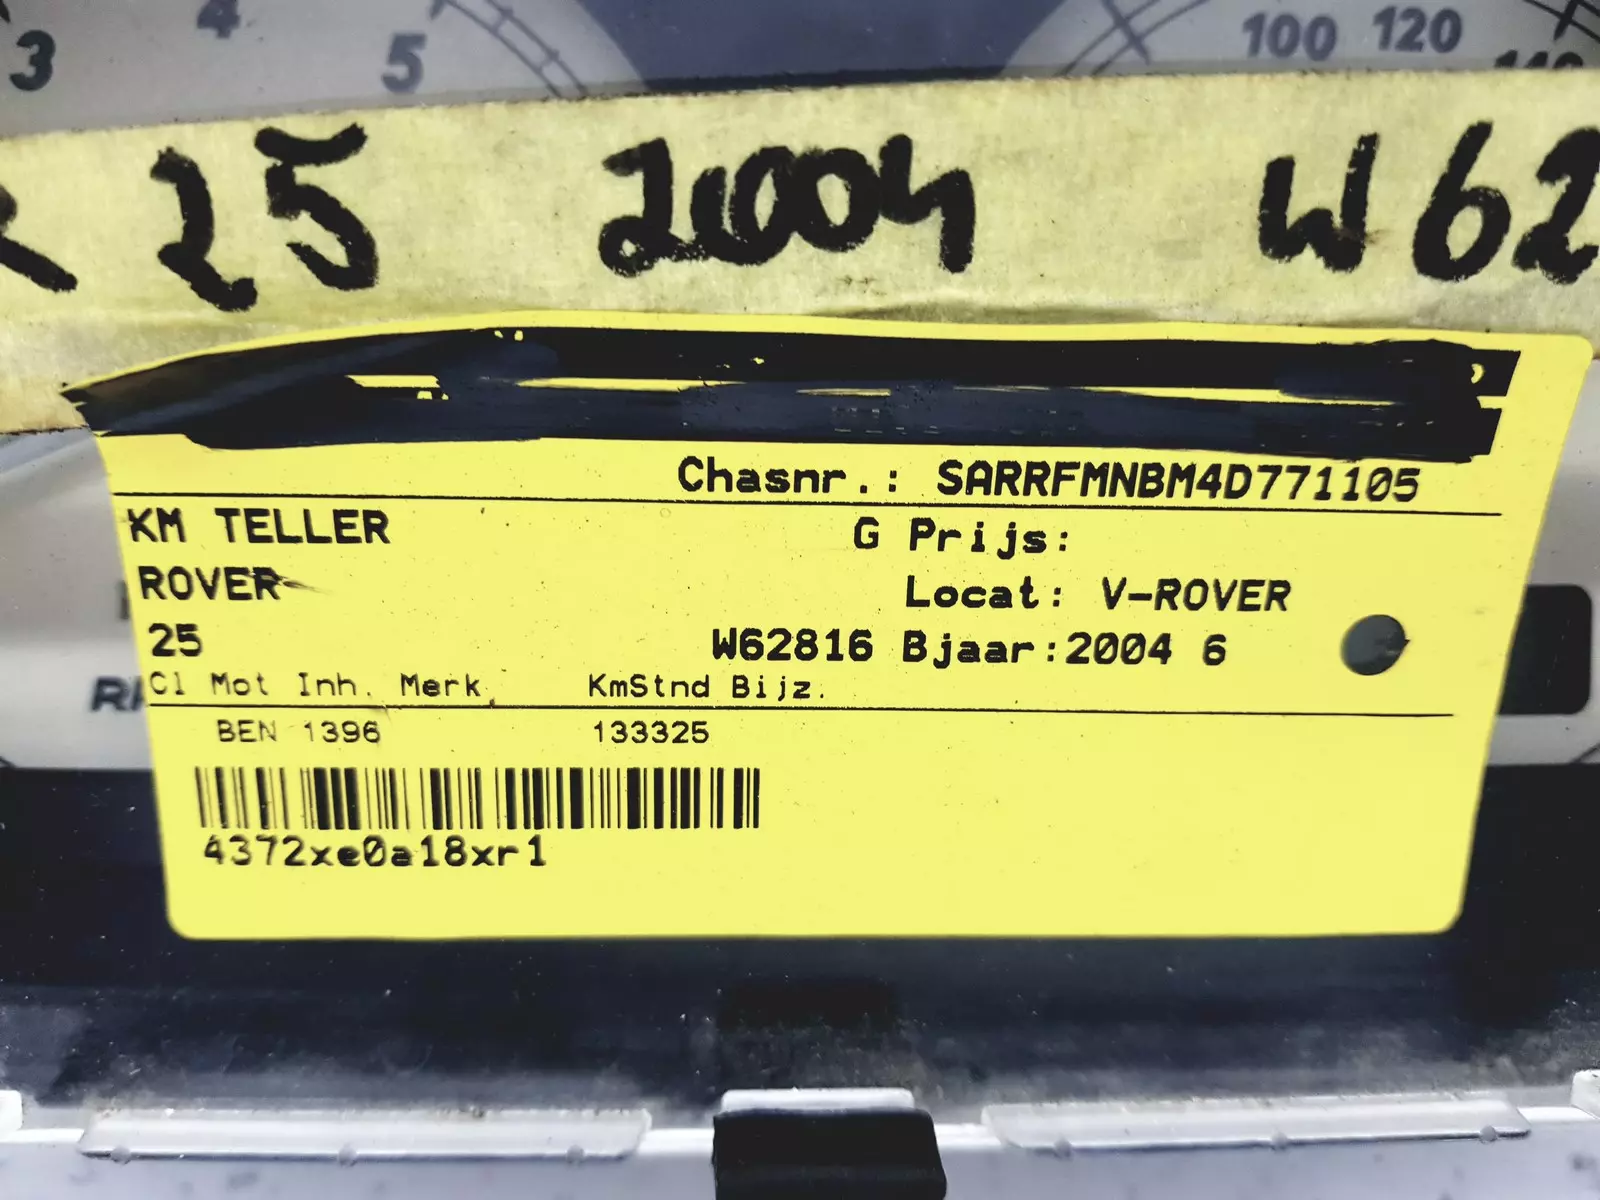 3 4 5 100 120 140
R 25 2004 W62
Chasnr.: SARRFMNBM4D771105
KM TELLER G Prijs:
ROVER Locat: V-ROVER
25 W62816 Bjaar:2004 6
Cl Mot Inh. Merk KmStnd Bijz.
BEN 1396 133325
4372xe0a18xr1